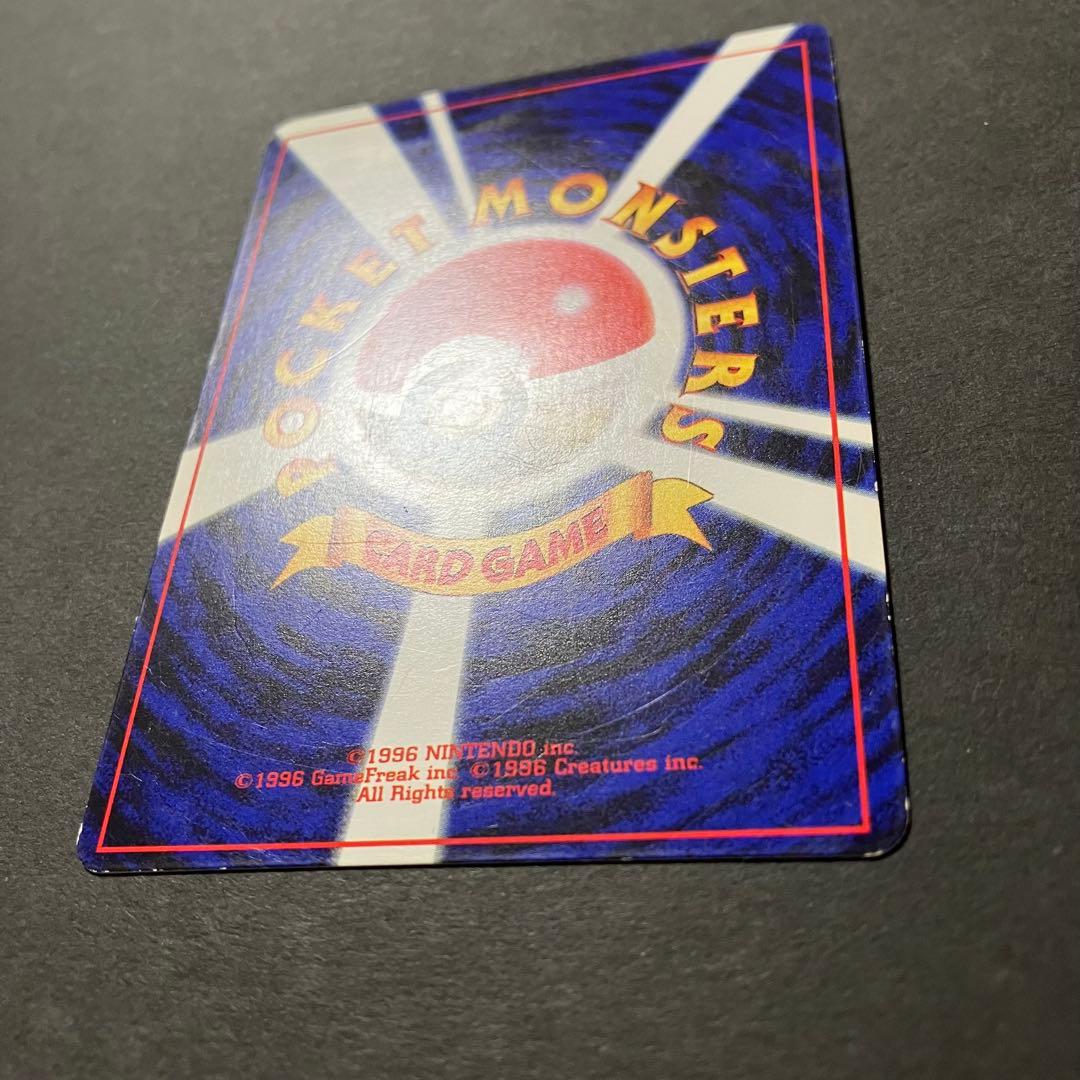 POCKET MONSTERS
CARD GAME
©1996 NINTENDO inc.
©1996 GameFreak inc. ©1996 Creatures inc.
All Rights reserved.